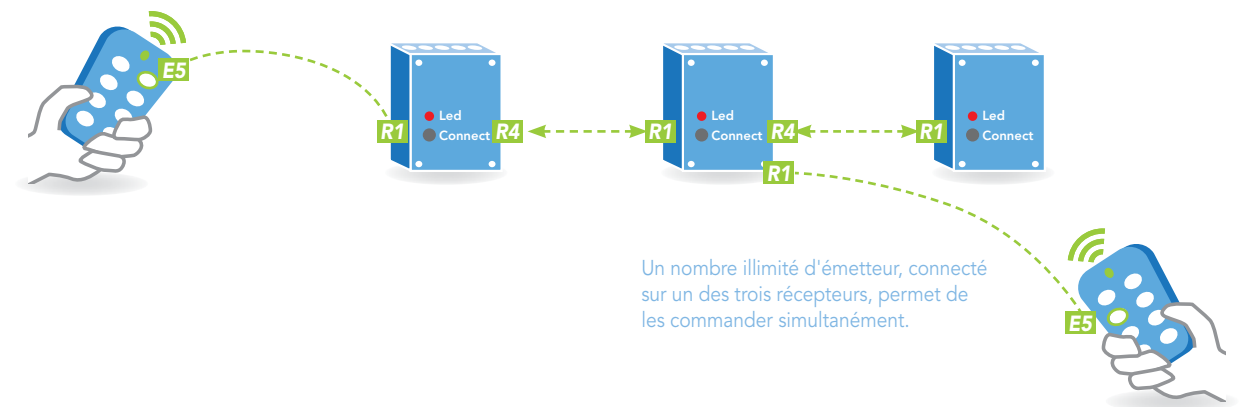 E5
Led
R1
Connect
R4
Led
R1
Connect
R4
Led
R1
Connect
R1
Un nombre illimité d'émetteur, connecté
sur un des trois récepteurs, permet de
les commander simultanément.
E5